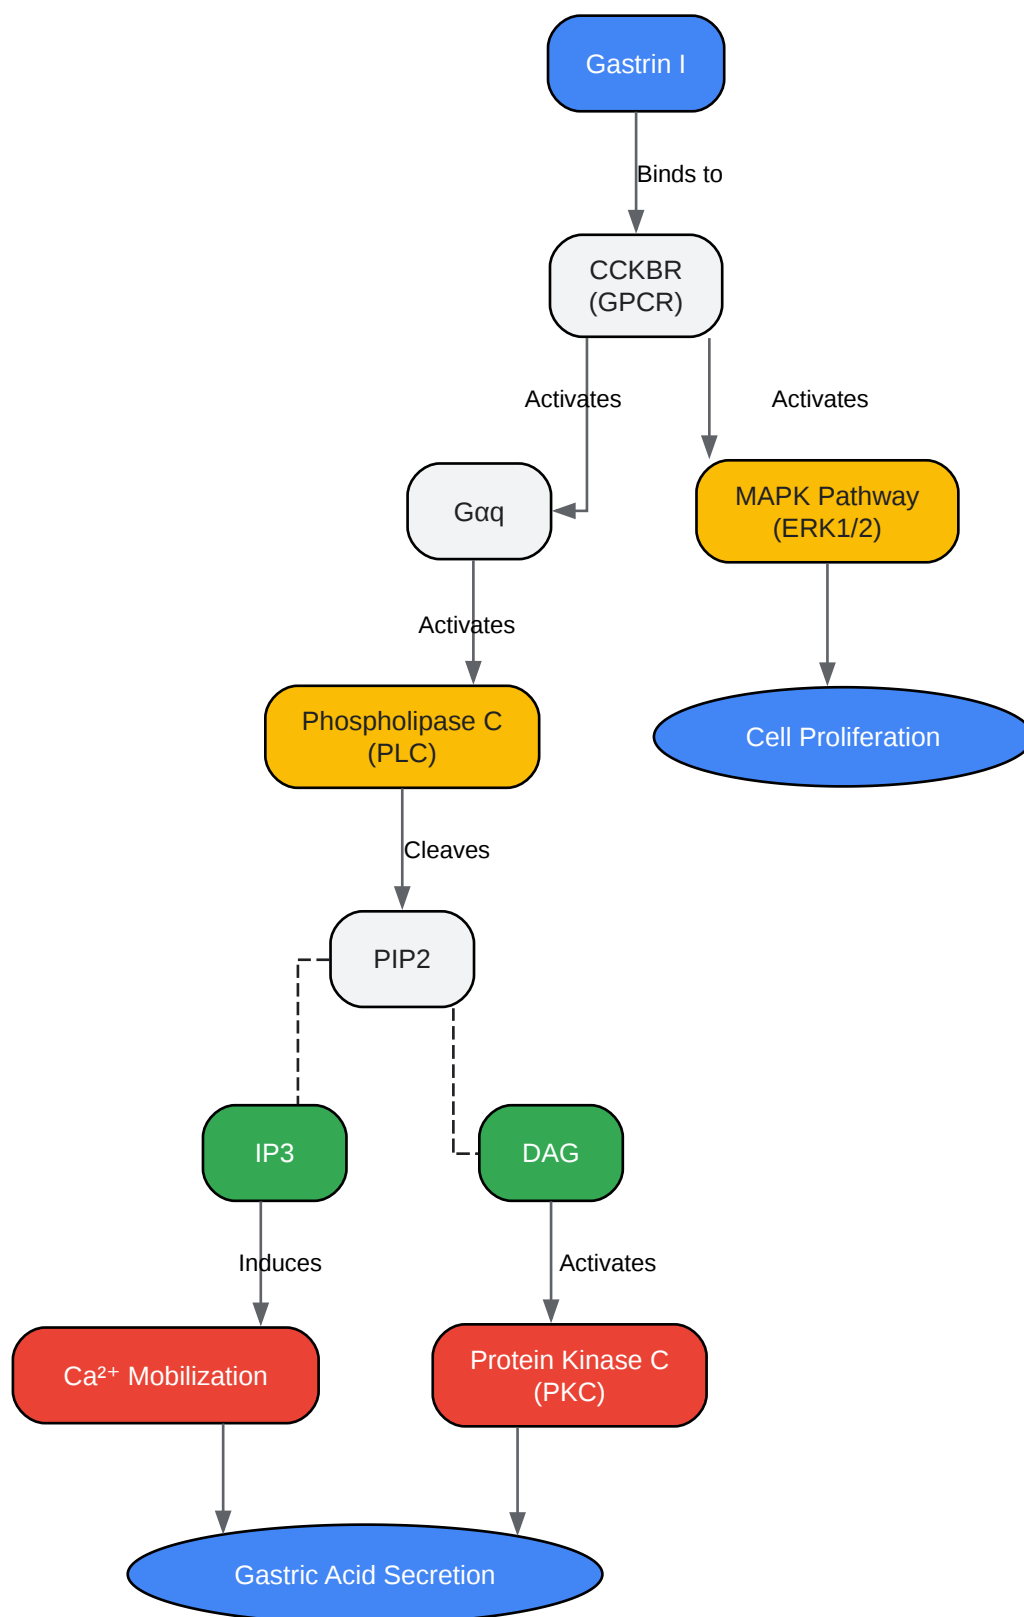 Gastrin I
Binds to
CCKBR
(GPCR)
Activates
Activates
Gαq
MAPK Pathway
(ERK1/2)
Activates
Phospholipase C
(PLC)
Cell Proliferation
Cleaves
PIP2
IP3
DAG
Induces
Activates
Ca²⁺ Mobilization
Protein Kinase C
(PKC)
Gastric Acid Secretion